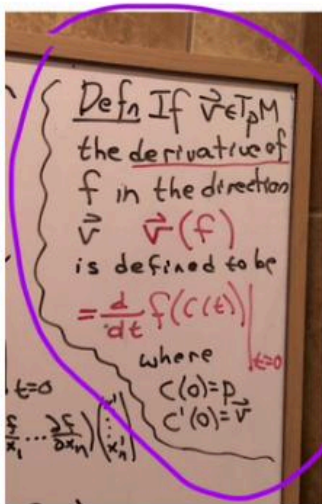 Defn If v⃗ ∈ TₚM
the derivative of
f in the direction
v⃗ v⃗(f)
is defined to be
= d/dt f(c(t))|t=0
where
c(0)=p
c'(0)=v⃗
t=0
∂f/∂xₙ)